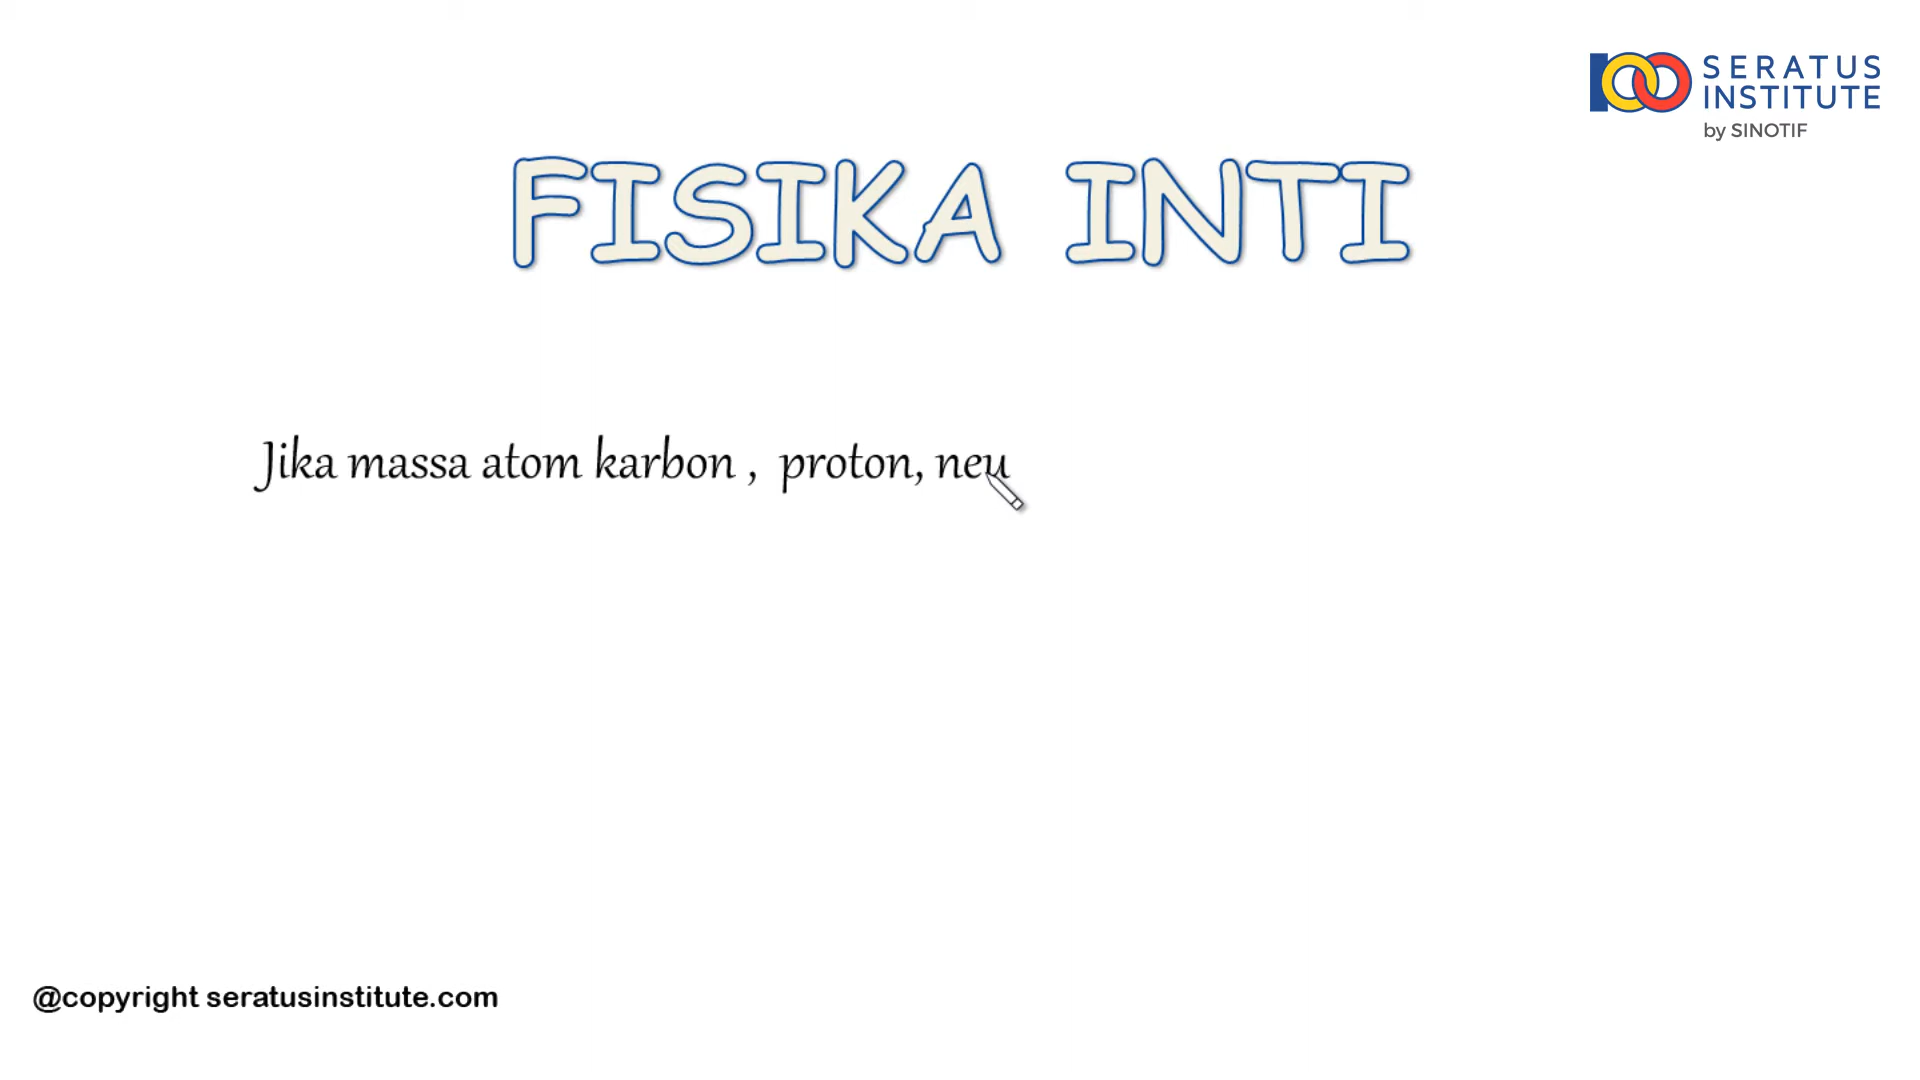 SERATUS
INSTITUTE
by SINOTIF
FISIKA INTI
Jika massa atom karbon , proton, neu
@copyright seratusinstitute.com